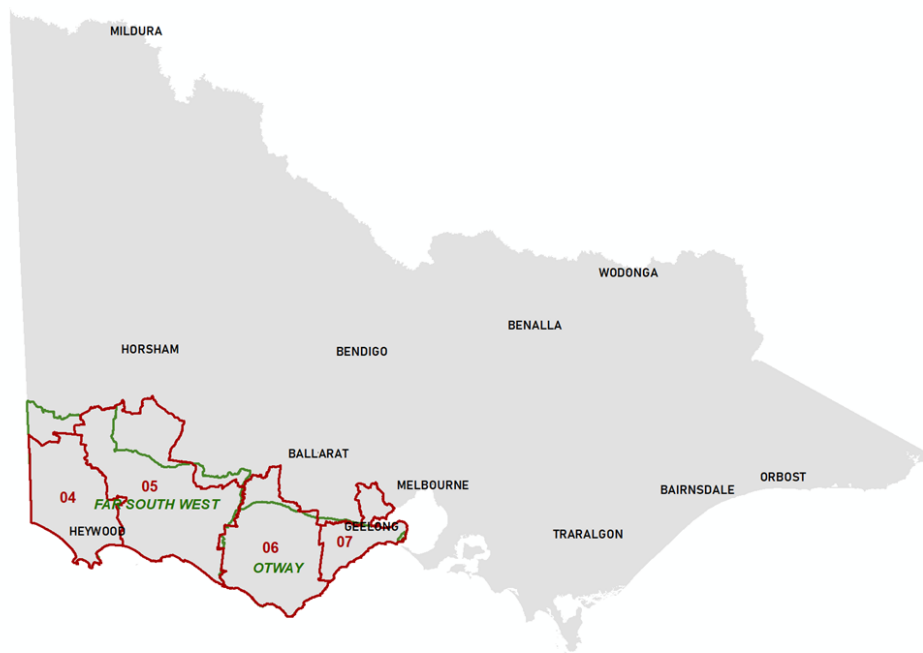 MILDURA
WODONGA
BENALLA
HORSHAM
BENDIGO
BALLARAT
MELBOURNE
ORBOST
BAIRNSDALE
05
04
FAR SOUTH WEST
HEYWOOD
GEELONG
TRARALGON
07
06
OTWAY